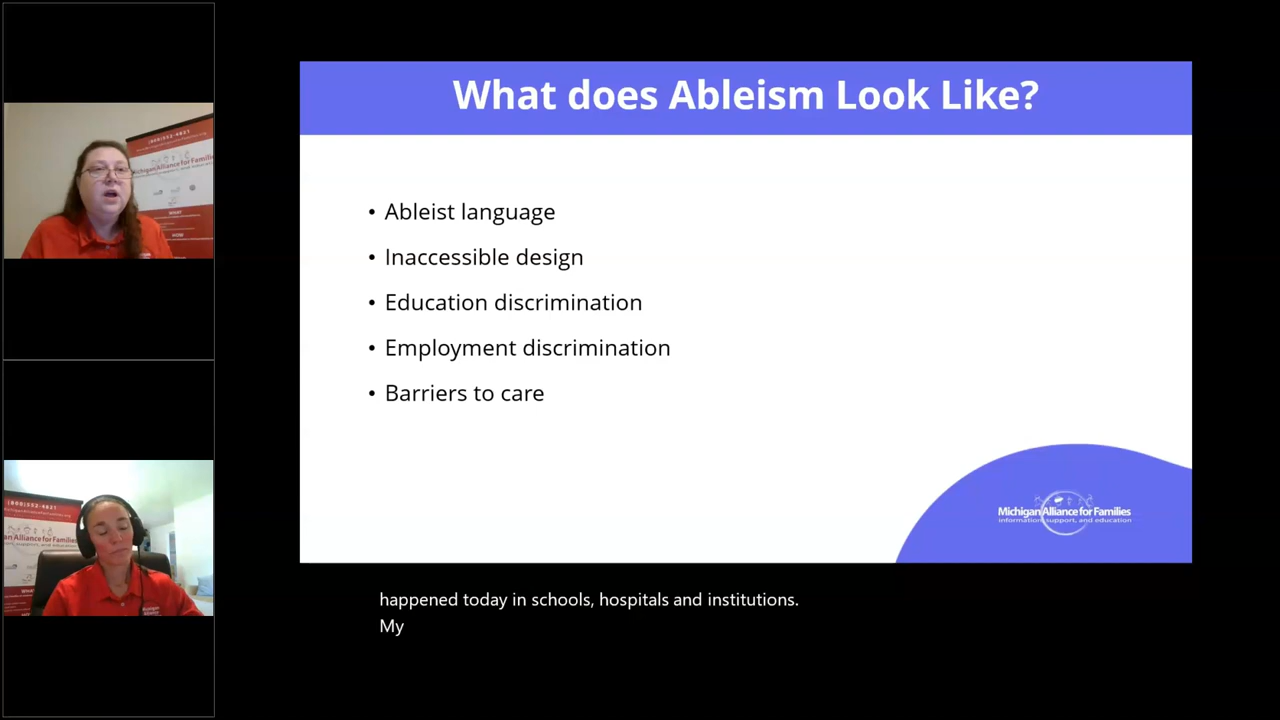 What does Ableism Look Like?
• Ableist language
• Inaccessible design
• Education discrimination
• Employment discrimination
• Barriers to care
Michigan Alliance for Families
information, support, and education
happened today in schools, hospitals and institutions.
My